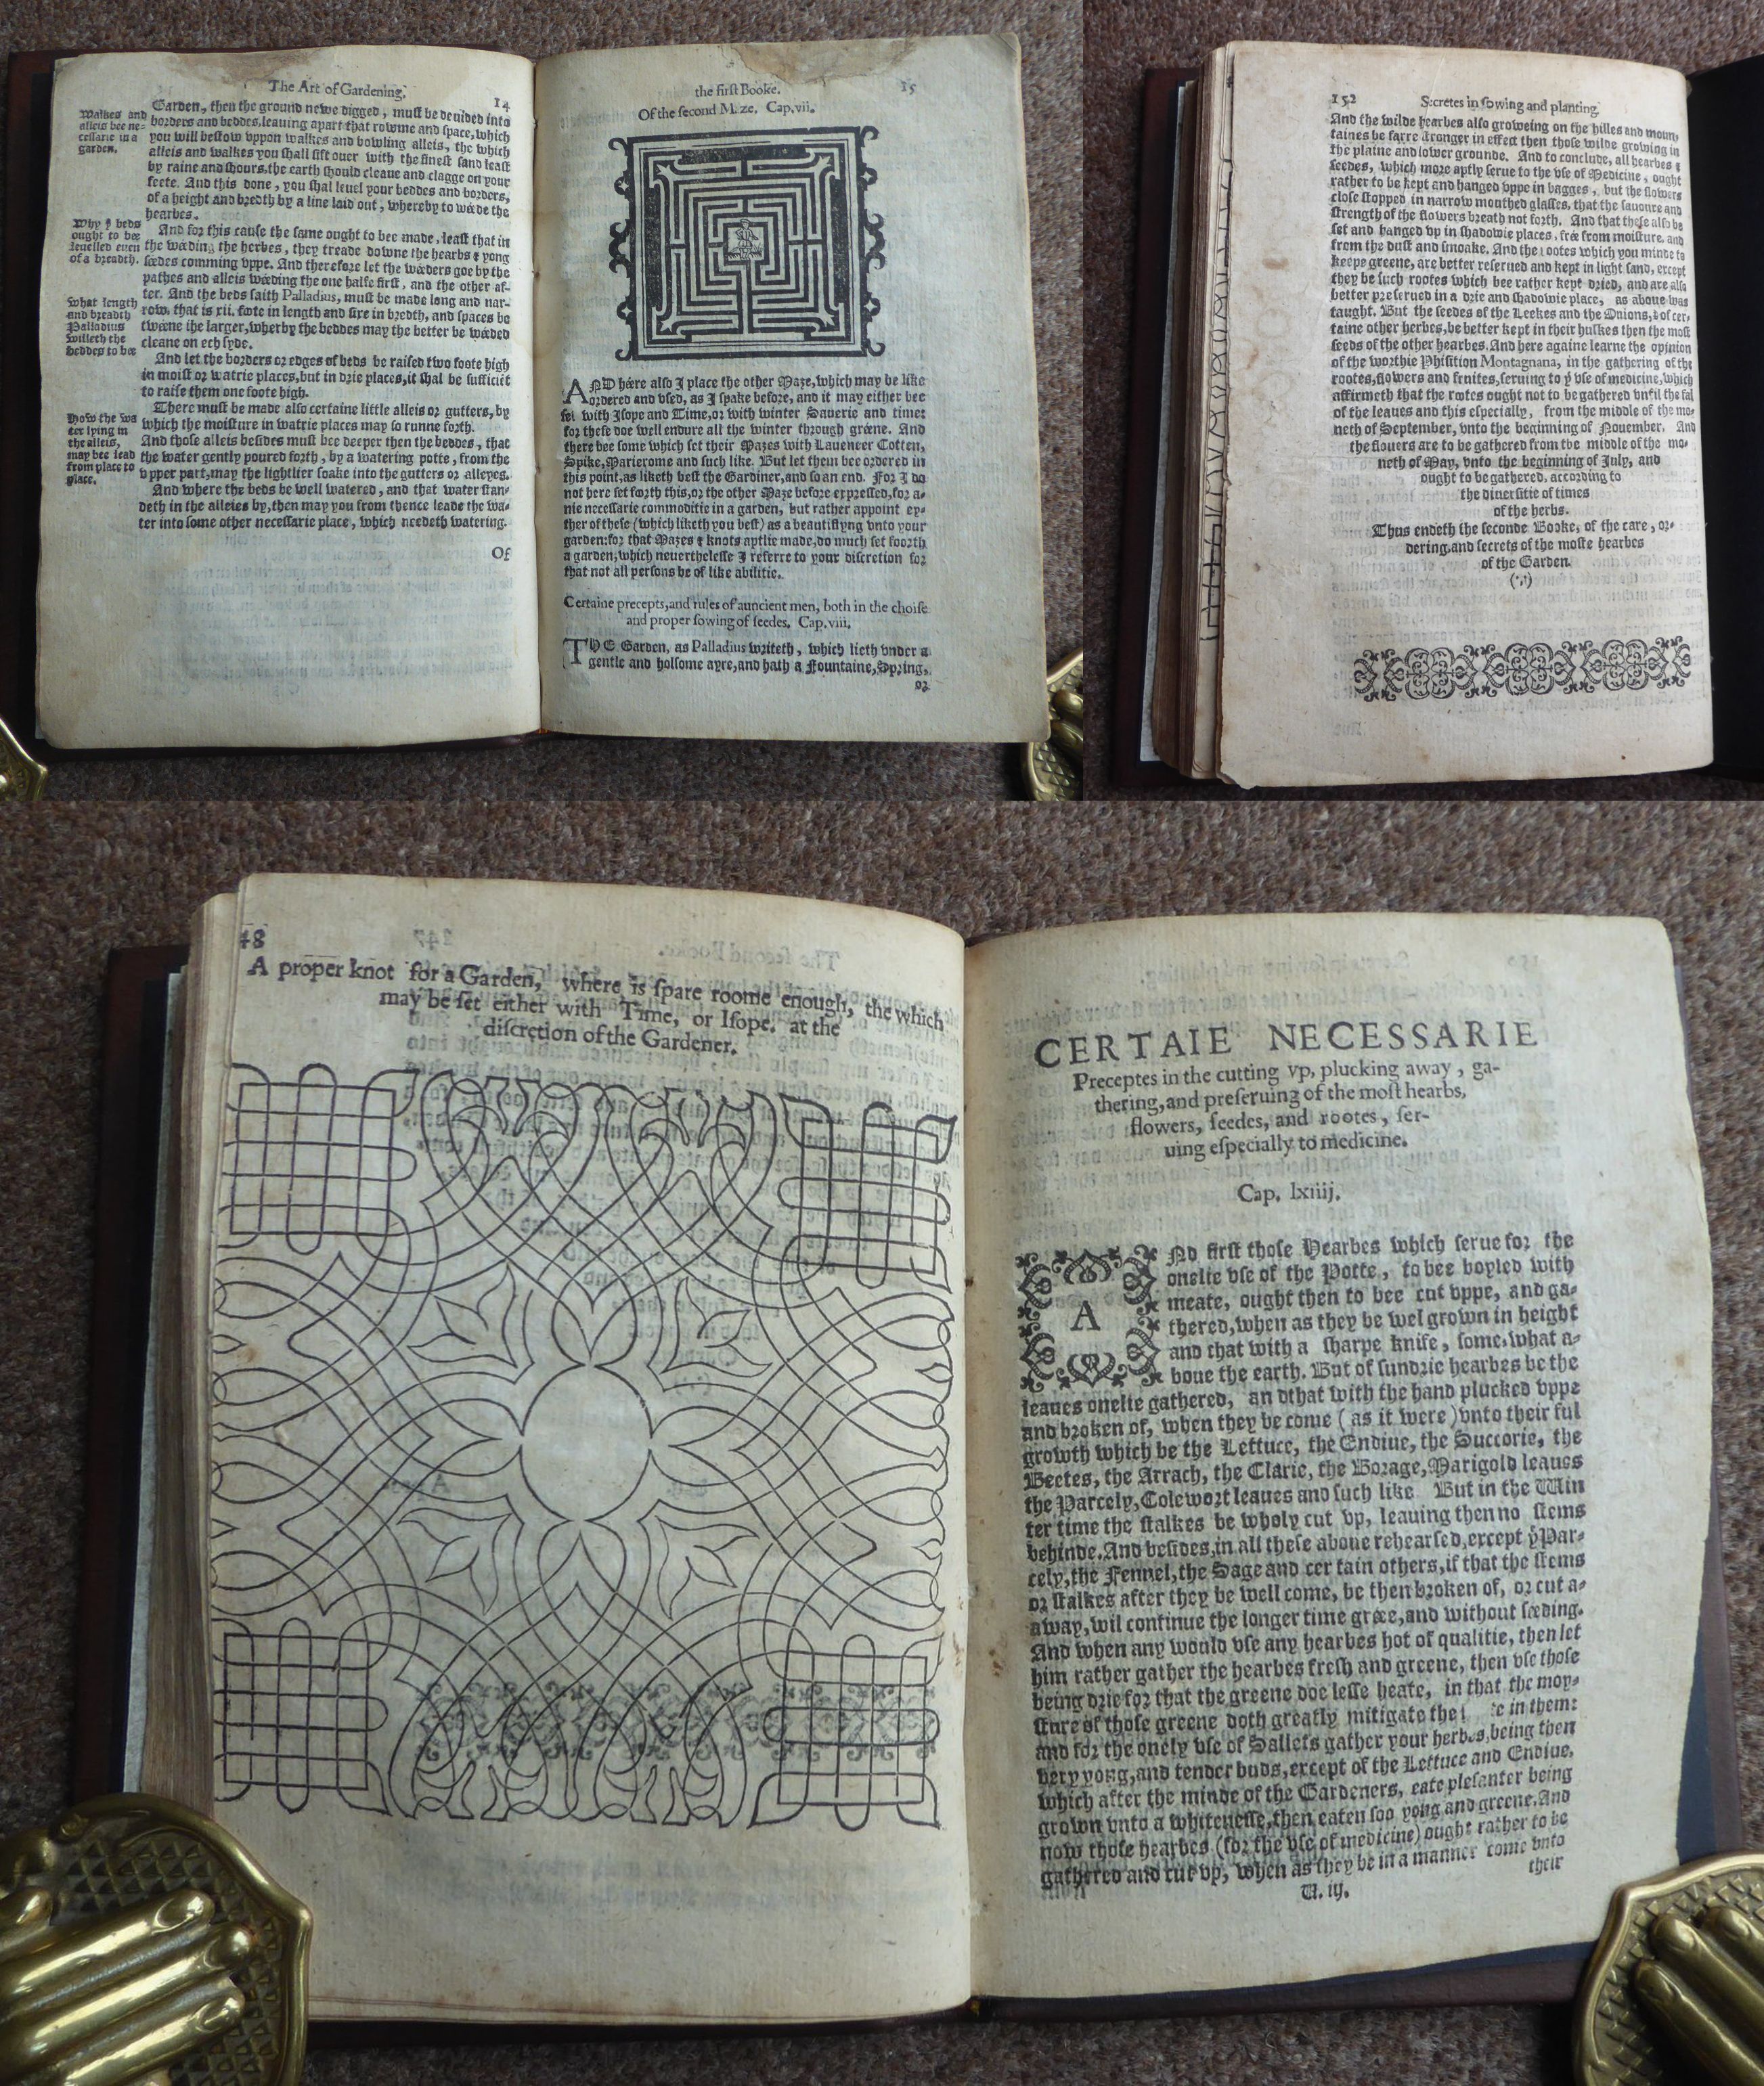 The Art of Gardening.
14
Walkes and
alleis bee ne-
cessarie in a
garden.
Garden, then the ground newe digged, must be deuided into
borders and beddes, leauing apart that rowme and space, which
you will bestow vppon walkes and bowling alleis, the which
alleis and walkes you shall sift ouer with the finest sand least
by raine and shours, the earth should cleaue and clagge on your
feete. And this done, you shal leuel your beddes and borders,
of a height and bredth by a line laid out, whereby to wéede the
hearbes.
Why ẏ beds
ought to bee
leuelled euen
of a breadth.
And for this cause the same ought to bee made, least that in
the wéeding the herbes, they treade downe the hearbs & yong
séedes comming vppe. And therefore let the wéeders goe by the
pathes and alleis wéeding the one halfe first, and the other af-
ter. And the beds saith Palladius, must be made long and nar-
row, that is xii. foote in length and sixe in bredth, and spaces be
twéene the larger, wherby the beddes may the better be wéeded
cleane on ech syde.
What length
and breadth
Palladius
willeth the
beddes to bee
And let the borders or edges of beds be raised two foote high
in moist or watrie places, but in drie places, it shal be sufficiēt
to raise them one foote high.
There must be made also certaine little alleis or gutters, by
which the moisture in watrie places may so runne forth.
And those alleis besides must bee deeper then the beddes, that
the water gently poured forth, by a watering potte, from the
vpper part, may the lightlier soake into the gutters or alleyes.
How the wa
ter lying in
the alleis,
may bee lead
from place to
place.
And where the beds be well watered, and that water stan-
deth in the alleies by, then may you from thence leade the wa-
ter into some other necessarie place, which needeth watering.
Of
the first Booke.
15
Of the second M.ze. Cap.vii.
AND héere also I place the other Maze, which may be like
ordered and vsed, as I spake before, and it may either bee
set with Isope and Time, or with winter Sauerie and time:
for these doe well endure all the winter through gréene. And
there bee some which set their Mazes with Lauencer Cotten,
Spike, Marierome and such like. But let them bee ordered in
this point, as liketh best the Gardiner, and so an end. For I do
not here set foorth this, or the other Maze before expressed, for a-
nie necessarie commoditie in a garden, but rather appoint ey-
ther of these (which liketh you best) as a beautifiyng vnto your
garden: for that Mazes & knots aptlie made, do much set foorth
a garden, which neuerthelesse I referre to your discretion for
that not all persons be of like abilitie.
Certaine precepts, and rules of auncient men, both in the choise
and proper sowing of seedes. Cap.viii.
THE Garden, as Palladius writeth, which lieth vnder a
gentle and holsome ayre, and hath a Fountaine, Spring,
or
152
Secretes in sowing and planting
And the wilde hearbes also groweing on the hilles and moun-
taines be farre stronger in effect then those wilde growing in
the plaine and lower grounde. And to conclude, all hearbes &
seedes, which more aptly serue to the vse of Medicine, ought
rather to be kept and hanged vppe in bagges, but the flowers
close stopped in narrow mouthed glasses, that the sauoure and
strength of the flowers breath not forth. And that these also be
set and hanged vp in shadowie places, frée from moisture, and
from the dust and smoake. And the ootes which you minde to
keepe greene, are better reserued and kept in light sand, except
they be such rootes which bee rather kept dried, and are also
better preserued in a drie and shadowie place, as aboue was
taught. But the seedes of the Leekes and the Onions, & of cer-
taine other herbes, be better kept in their huskes then the most
seeds of the other hearbes. And here againe learne the opinion
of the worthie Phisition Montagnana, in the gathering of the
rootes, flowers and fruites, seruing to ẏ vse of medicine, which
affirmeth that the rootes ought not to be gathered vntil the fal
of the leaues and this especially, from the middle of the mo-
neth of September, vnto the beginning of Nouember. And
the flouers are to be gathered from the middle of the mo-
neth of May, vnto the beginning of July, and
ought to be gathered, according to
the diuersitie of times
of the herbs.
Thus endeth the seconde Booke, of the care, or-
dering, and secrets of the moste hearbes
of the Garden.
48
A proper knot for a Garden, where is spare roome enough, the which
may be set either with Time, or Isope. at the
discretion of the Gardener.
CERTAIE NECESSARIE
Preceptes in the cutting vp, plucking away, ga-
thering, and preseruing of the most hearbs,
flowers, seedes, and rootes, ser-
uing especially to medicine.
Cap. lxiiij.
ANd first those Hearbes which serue for the
onelie vse of the Potte, to bee boyled with
meate, ought then to bee cut vppe, and ga-
thered, when as they be wel grown in height
and that with a sharpe knife, some, what a-
boue the earth. But of sundrie hearbes be the
leaues onelie gathered, an dthat with the hand plucked vppe
and broken of, when they be come (as it were) vnto their ful
growth which be the Lettuce, the Endiue, the Succorie, the
Beetes, the Arrach, the Clarie, the Borage, Marigold leaues
the Parcely, Colewort leaues and such like But in the Win
ter time the stalkes be wholy cut vp, leauing then no stems
behinde. And besides, in all these aboue rehearsed, except ẏ Par-
cely, the Fennel, the Sage and cer tain others, if that the stems
or stalkes after they be well come, be then broken of, or cut a-
way, wil continue the longer time grée, and without séeding.
And when any would vse any hearbes hot of qualitie, then let
him rather gather the hearbes fresh and greene, then vse those
being drie for that the greene doe lesse heate, in that the moy-
sture of those greene doth greatly mitigate the e in them:
and for the onely vse of Sallets gather your herbes, being then
very yong, and tender buds, except of the Lettuce and Endiue,
which after the minde of the Gardeners, eate plesanter being
grown vnto a whitenesse, then eaten soo yong and greene. And
now those hearbes (for the vse of medicine) ought rather to be
gathered and cut vp, when as they be in a manner come vnto
their
U. iij.